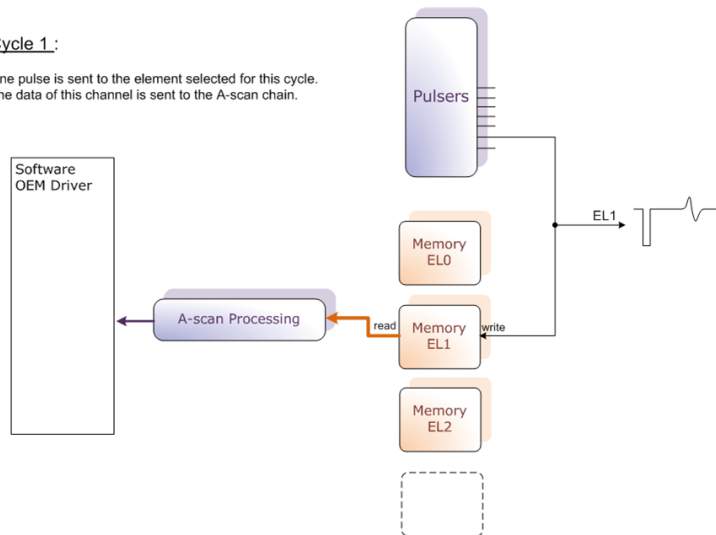 ycle 1 :
ne pulse is sent to the element selected for this cycle.
he data of this channel is sent to the A-scan chain.
Pulsers
Software
OEM Driver
EL1
Memory
EL0
A-scan Processing
read
Memory
EL1
write
Memory
EL2